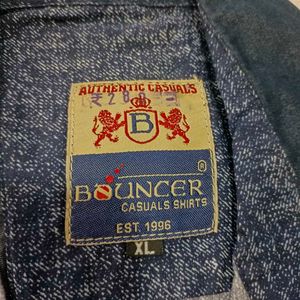 AUTHENTIC CASUALS
B
®
BOUNCER
CASUALS SHIRTS
EST. 1996
XL